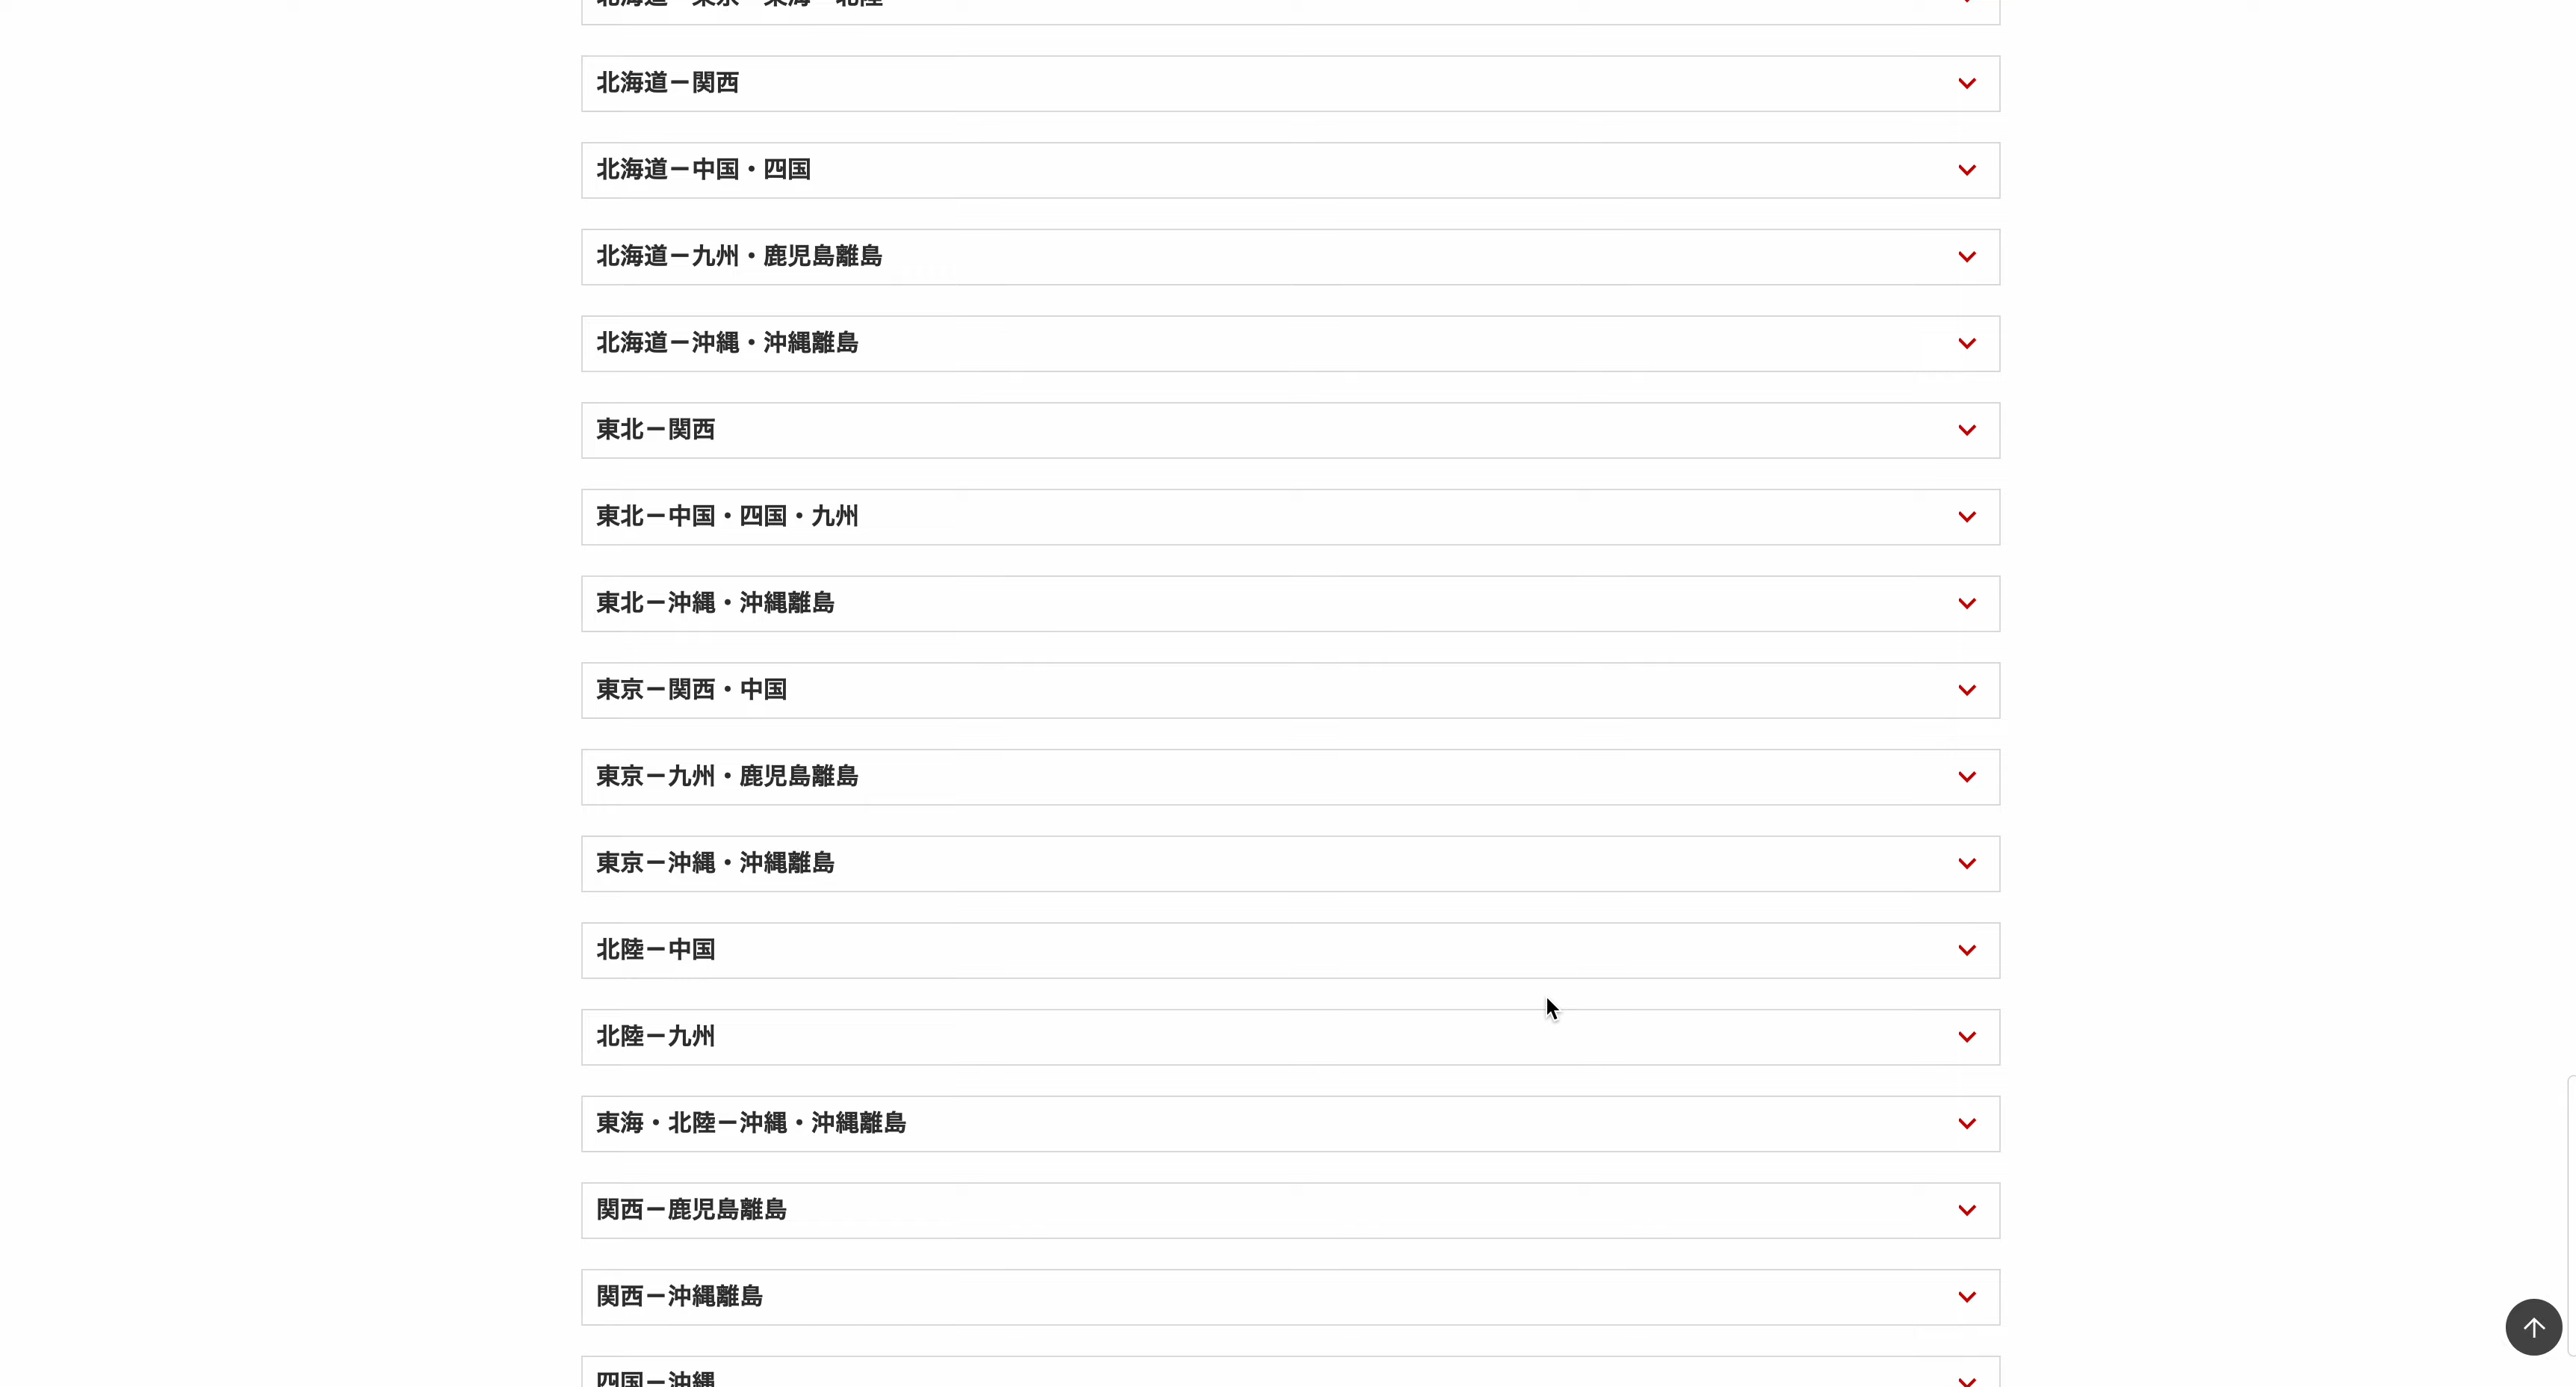 北海道ー関西
北海道ー中国・四国
北海道ー九州・鹿児島離島
北海道ー沖縄・沖縄離島
東北ー関西
東北ー中国・四国・九州
東北ー沖縄・沖縄離島
東京ー関西・中国
東京ー九州・鹿児島離島
東京ー沖縄・沖縄離島
北陸ー中国
北陸ー九州
東海・北陸ー沖縄・沖縄離島
関西ー鹿児島離島
関西ー沖縄離島
四国ー沖縄